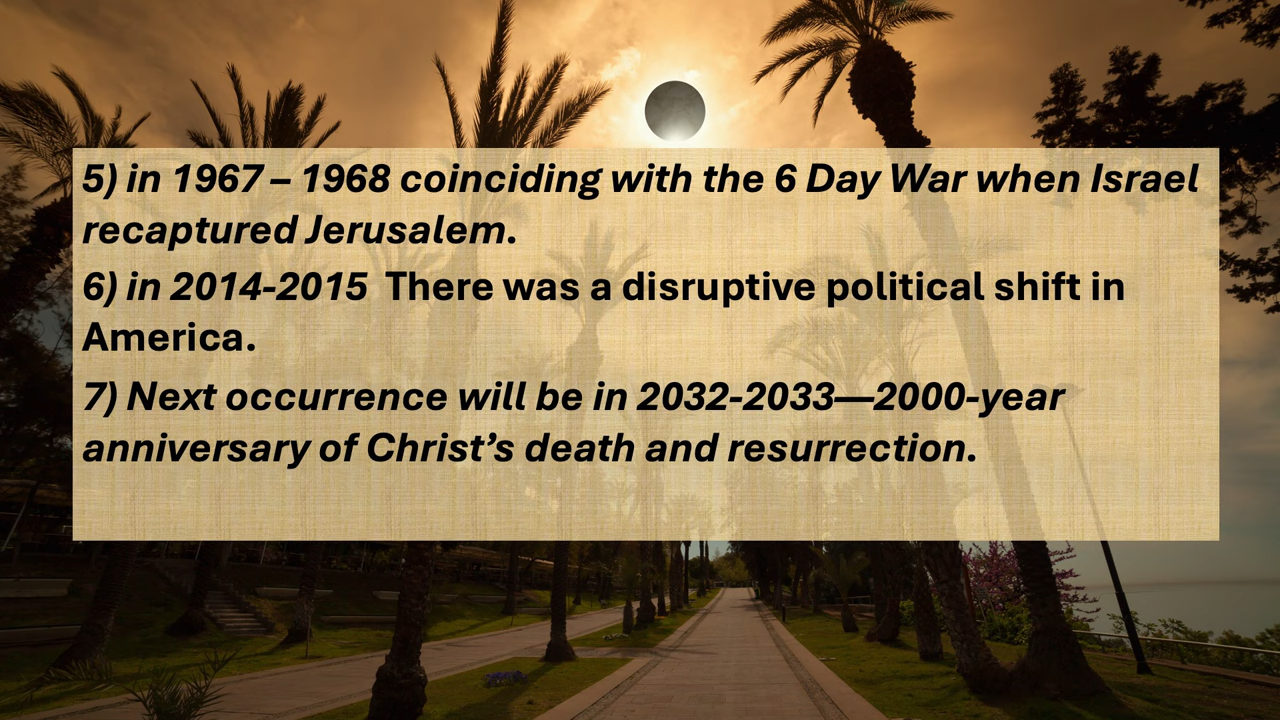 5) in 1967 – 1968 coinciding with the 6 Day War when Israel
recaptured Jerusalem.
6) in 2014-2015  There was a disruptive political shift in
America.
7) Next occurrence will be in 2032-2033—2000-year
anniversary of Christ’s death and resurrection.